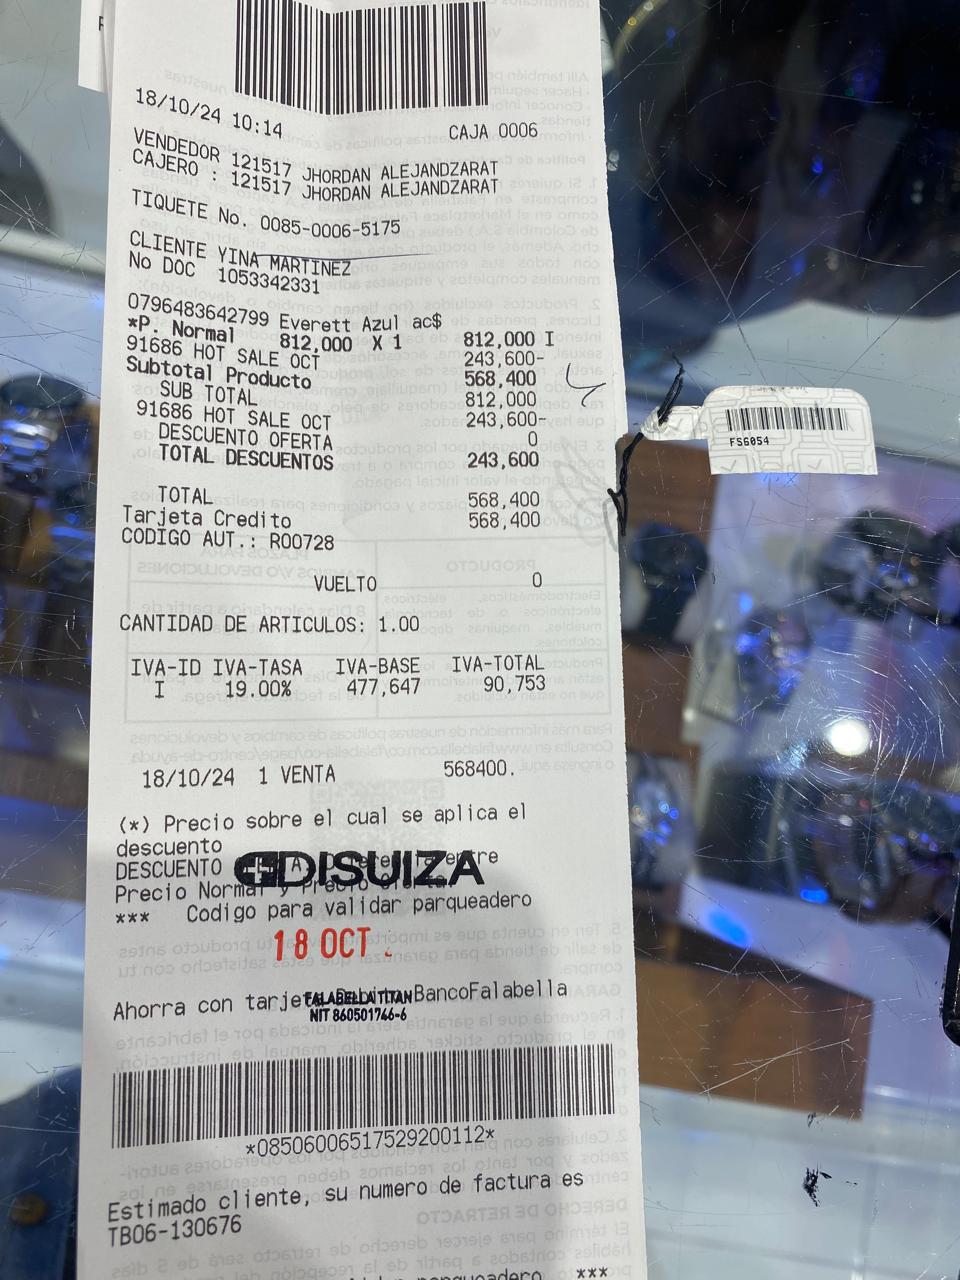 18/10/24 10:14 CAJA 0006
VENDEDOR 121517 JHORDAN ALEJANDZARAT
CAJERO : 121517 JHORDAN ALEJANDZARAT
TIQUETE No. 0085-0006-5175
CLIENTE YINA MARTINEZ
No DOC 1053342331
0796483642799 Everett Azul ac$
*P. Normal 812,000 X 1 812,000 I
91686 HOT SALE OCT 243,600-
Subtotal Producto 568,400
SUB TOTAL 812,000
91686 HOT SALE OCT 243,600-
DESCUENTO OFERTA 0
TOTAL DESCUENTOS 243,600
TOTAL 568,400
Tarjeta Credito 568,400
CODIGO AUT.: R00728
VUELTO 0
CANTIDAD DE ARTICULOS: 1.00
IVA-ID IVA-TASA IVA-BASE IVA-TOTAL
I 19.00% 477,647 90,753
18/10/24 1 VENTA 568400.
(*) Precio sobre el cual se aplica el
descuento
DESCUENTO
DISUIZA
Precio Normal y Precio
*** Codigo para validar parqueadero
18 OCT
Ahorra con tarjeta BancoFalabella
FALABELLA TITAN
NIT 860501746-6
*08506006517529200112*
Estimado cliente, su numero de factura es
TB06-130676
parqueadero ***
FS6054